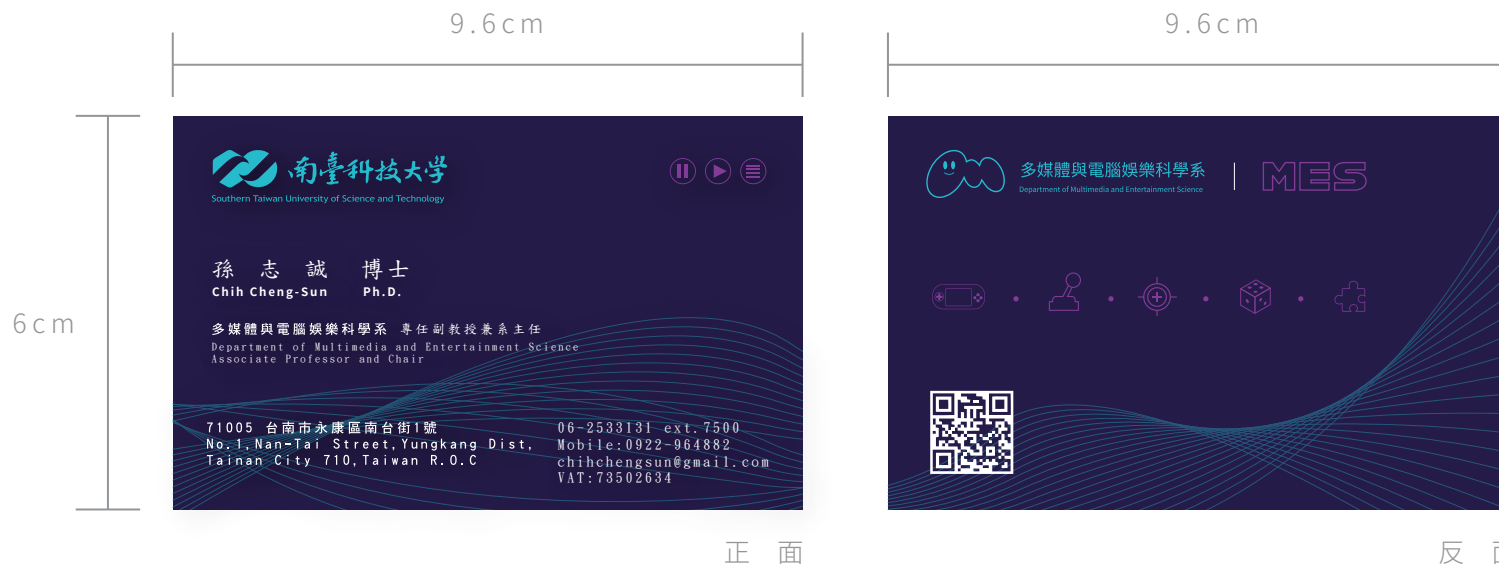 9.6cm
9.6cm
6cm
南臺科技大学
Southern Taiwan University of Science and Technology
孫 志 誠 博士
Chih Cheng-Sun Ph.D.
多媒體與電腦娛樂科學系 專任副教授兼系主任
Department of Multimedia and Entertainment Science
Associate Professor and Chair
71005 台南市永康區南台街1號
No.1,Nan-Tai Street,Yungkang Dist,
Tainan City 710,Taiwan R.O.C
06-2533131 ext.7500
Mobile:0922-964882
chihchengsun@gmail.com
VAT:73502634
正 面
多媒體與電腦娛樂科學系
Department of Multimedia and Entertainment Science
MES
反 面